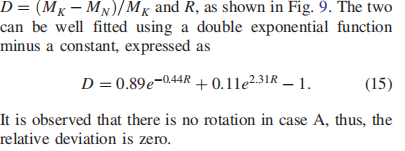 D = (M_K − M_N)/M_K and R, as shown in Fig. 9. The two
can be well fitted using a double exponential function
minus a constant, expressed as
D = 0.89e^{−0.44R} + 0.11e^{2.31R} − 1. (15)
It is observed that there is no rotation in case A, thus, the
relative deviation is zero.